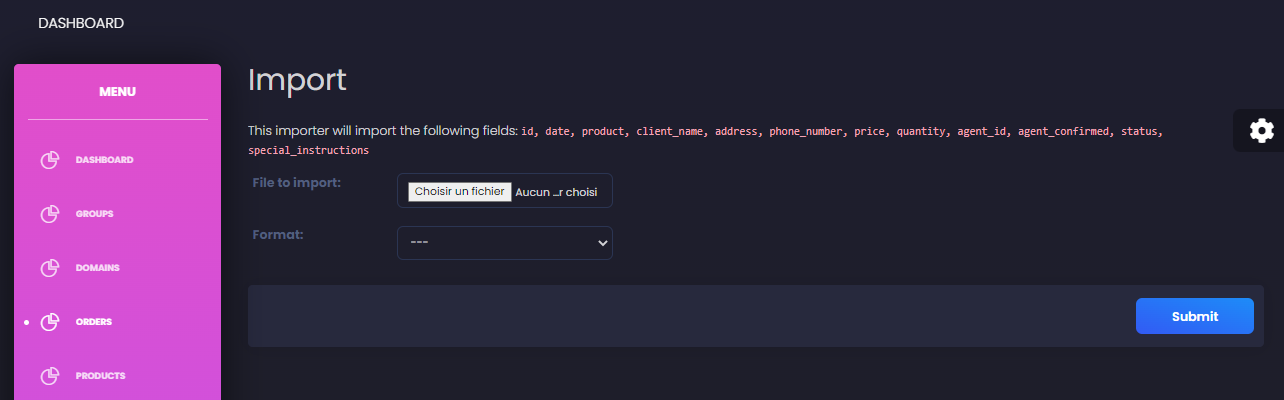 DASHBOARD
MENU
DASHBOARD
GROUPS
DOMAINS
ORDERS
PRODUCTS
Import
This importer will import the following fields: id, date, product, client_name, address, phone_number, price, quantity, agent_id, agent_confirmed, status,
special_instructions
File to import:
Choisir un fichier Aucun ...r choisi
Format:
---
Submit